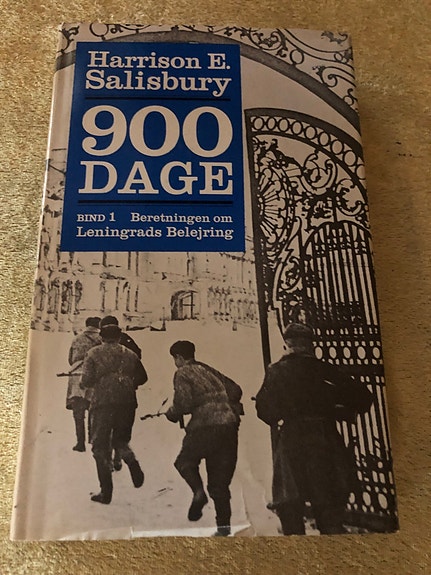 Harrison E.
Salisbury
900
DAGE
BIND 1 Beretningen om
Leningrads Belejring